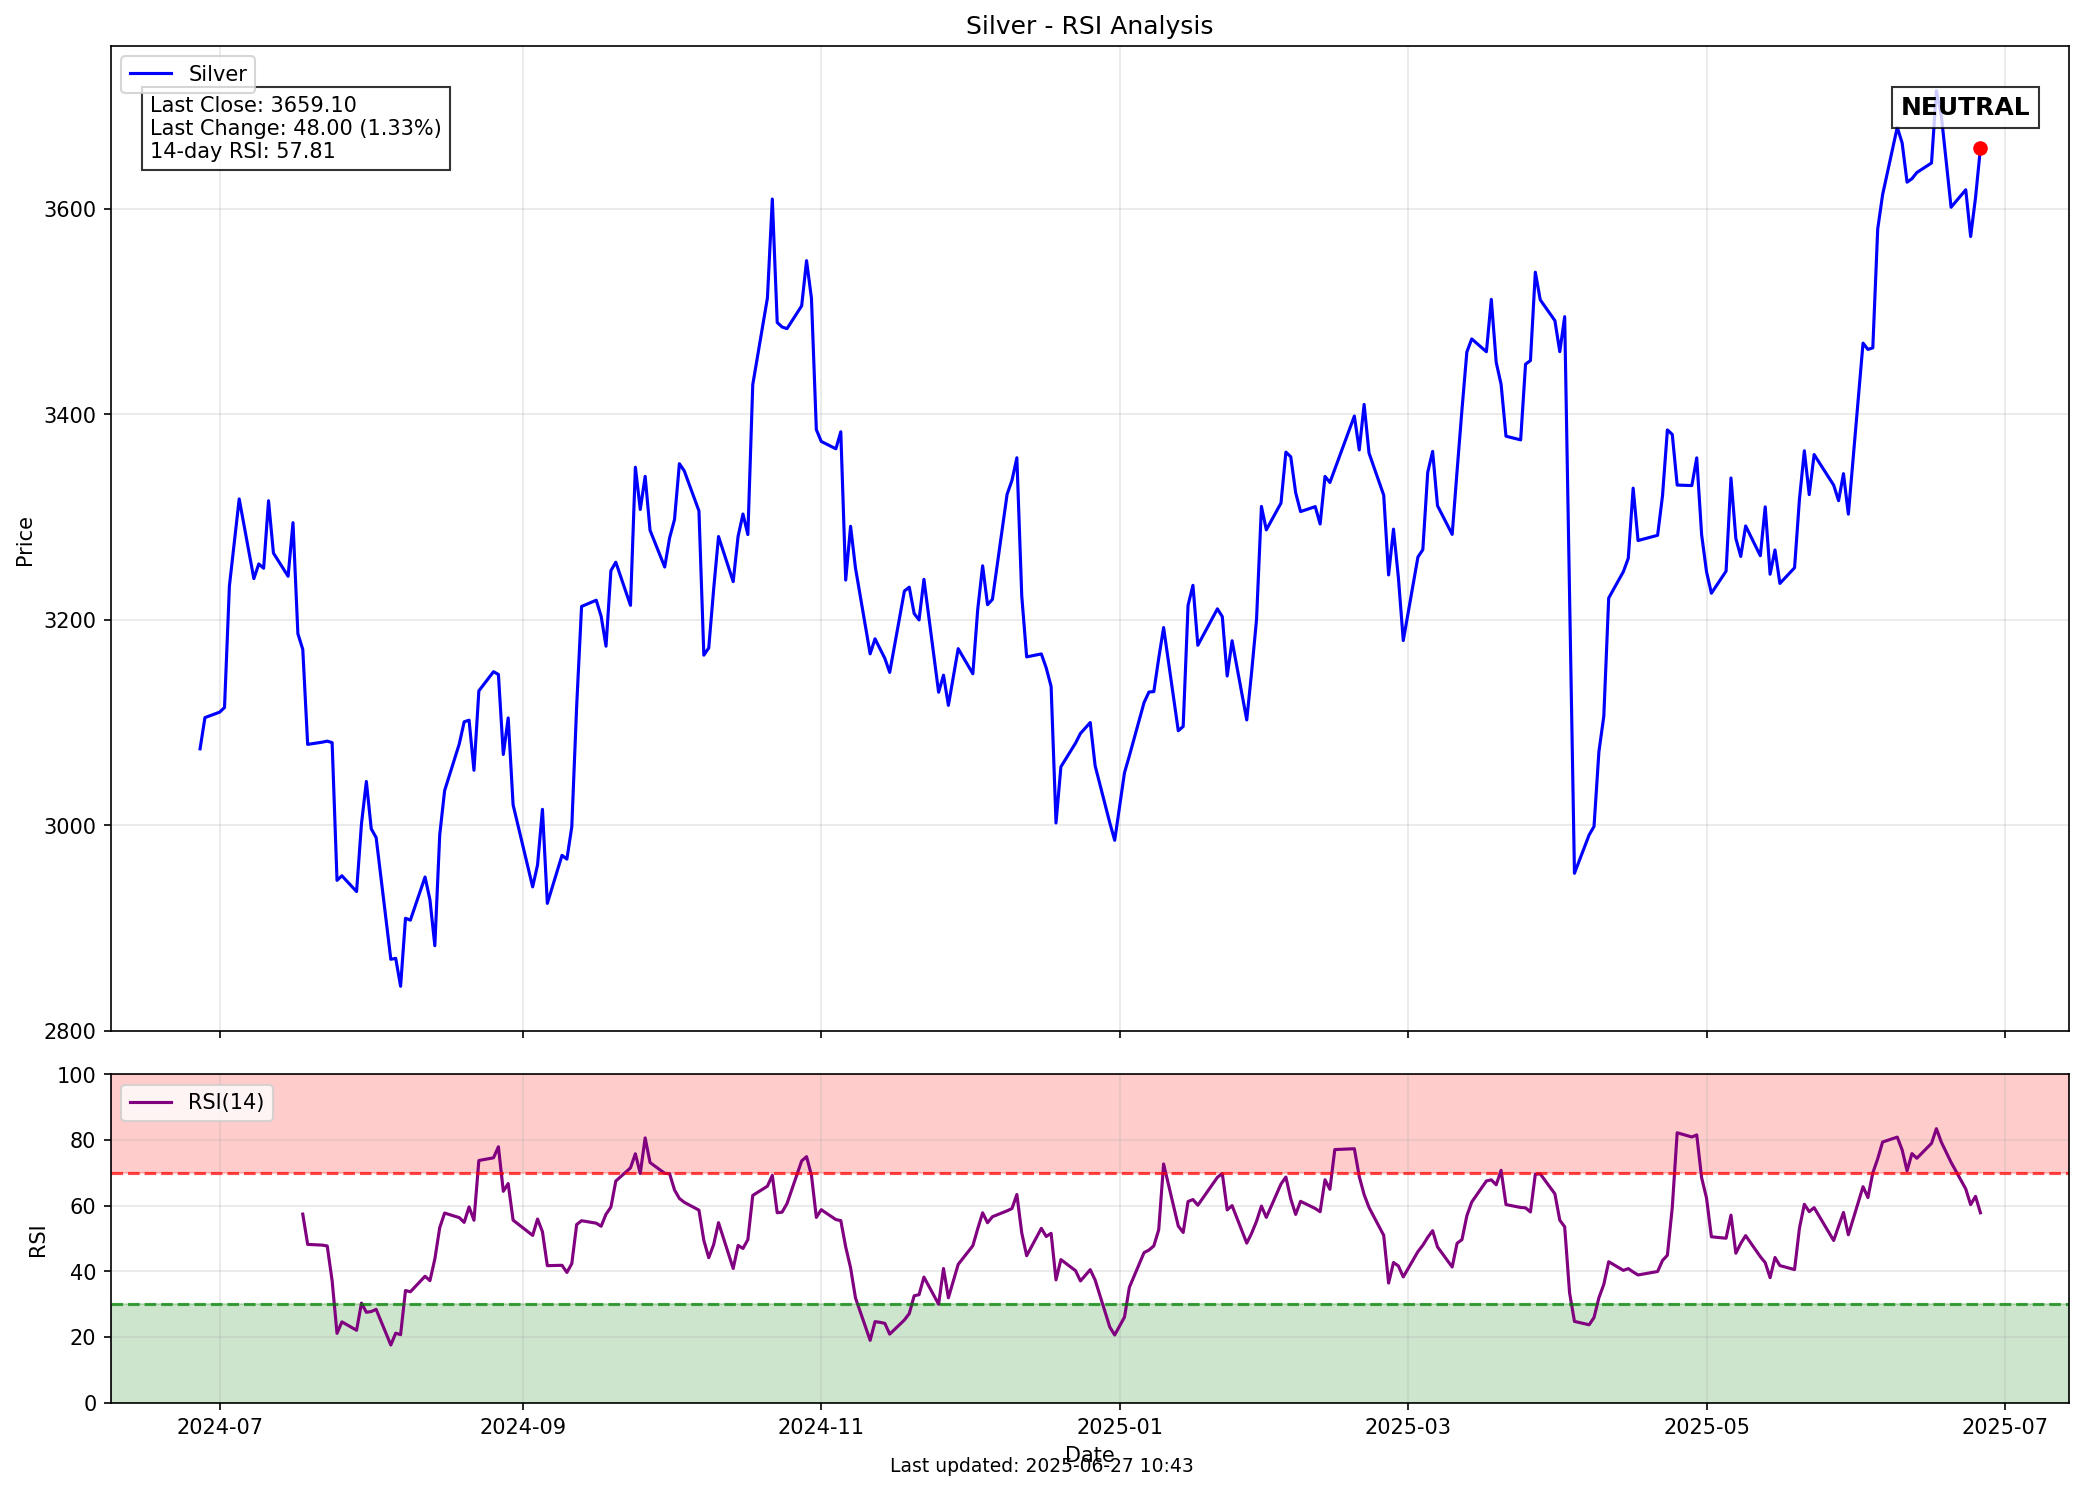 Silver - RSI Analysis
Silver
Last Close: 3659.10
Last Change: 48.00 (1.33%)
14-day RSI: 57.81
NEUTRAL
Price
3600
3400
3200
3000
2800
RSI(14)
RSI
100
80
60
40
20
0
2024-07
2024-09
2024-11
2025-01
2025-03
2025-05
2025-07
Date
Last updated: 2025-06-27 10:43